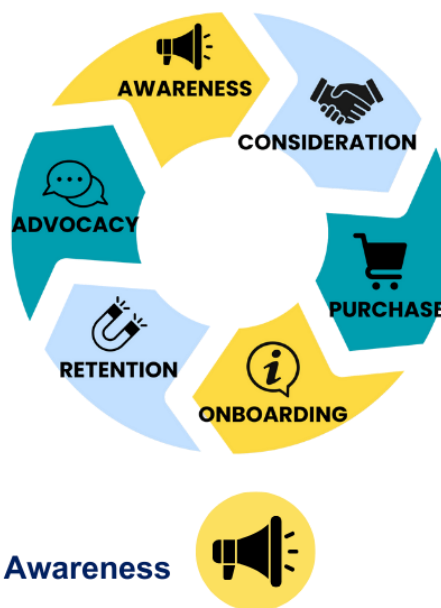 AWARENESS
CONSIDERATION
ADVOCACY
PURCHASE
RETENTION
ONBOARDING
Awareness